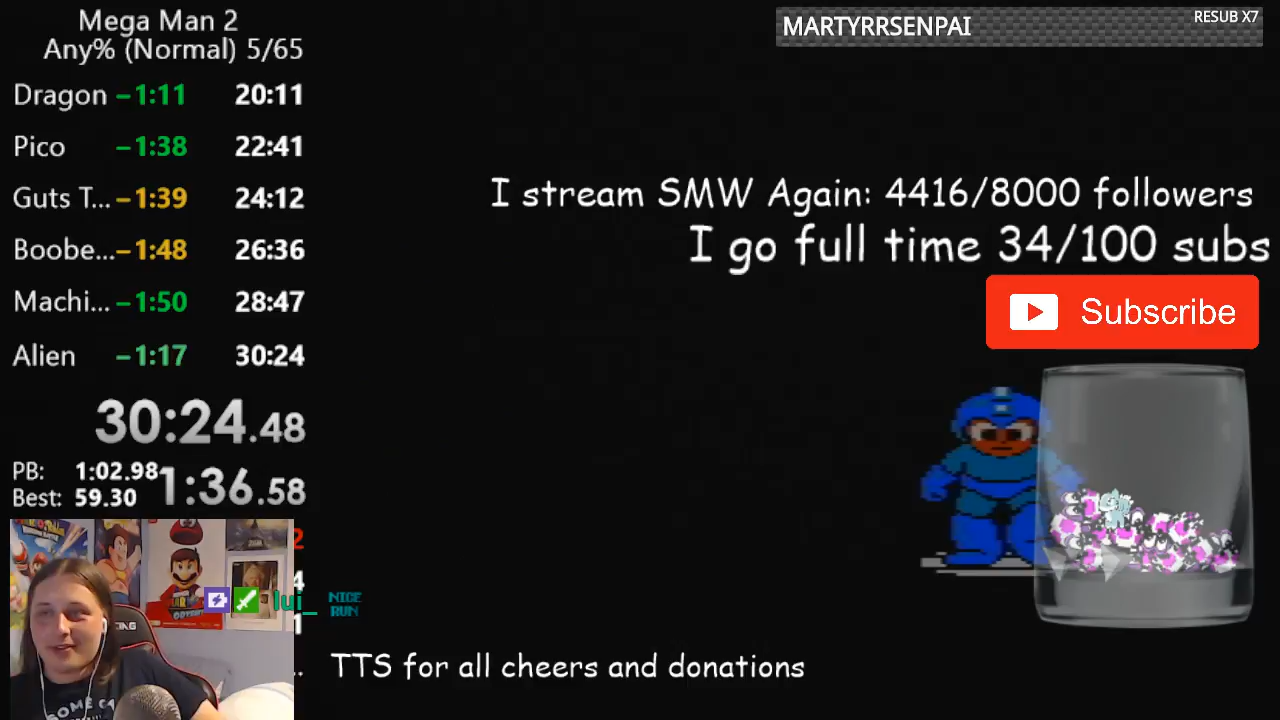 Mega Man 2
Any% (Normal) 5/65
Dragon −1:11 20:11
Pico −1:38 22:41
Guts T... −1:39 24:12
Boobe... −1:48 26:36
Machi... −1:50 28:47
Alien −1:17 30:24
30:24.48
PB: 1:02.98
Best: 59.30
1:36.58
MARTYRRSENPAI
RESUB X7
I stream SMW Again: 4416/8000 followers
I go full time 34/100 subs
Subscribe
lui_ NICE RUN
SOME
TTS for all cheers and donations